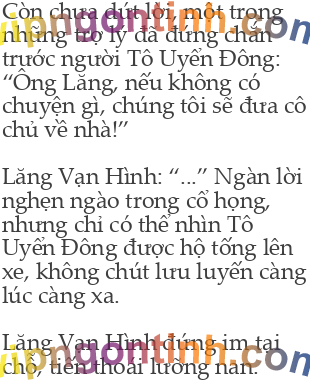 Còn chưa dứt lời, một trong
những trợ lý đã đứng chắn
trước người Tô Uyển Đông:
“Ông Lăng, nếu không có
chuyện gì, chúng tôi sẽ đưa cô
chủ về nhà!”
Lăng Vạn Hình: “...” Ngàn lời
nghẹn ngào trong cổ họng,
nhưng chỉ có thể nhìn Tô
Uyển Đông được hộ tống lên
xe, không chút lưu luyến càng
lúc càng xa.
Lăng Vạn Hình đứng im tại
chỗ, tiến thoái lưỡng nan.
vipngontinh.com
vipngontinh.com